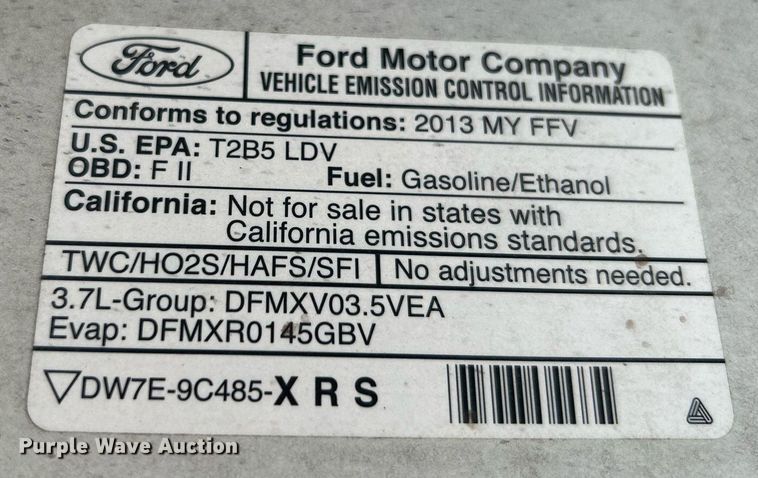 Ford
Ford Motor Company
VEHICLE EMISSION CONTROL INFORMATION
Conforms to regulations: 2013 MY FFV
U.S. EPA: T2B5 LDV
OBD: F II Fuel: Gasoline/Ethanol
California: Not for sale in states with
California emissions standards.
TWC/HO2S/HAFS/SFI No adjustments needed.
3.7L-Group: DFMXV03.5VEA
Evap: DFMXR0145GBV
DW7E-9C485-X R S
Purple Wave Auction